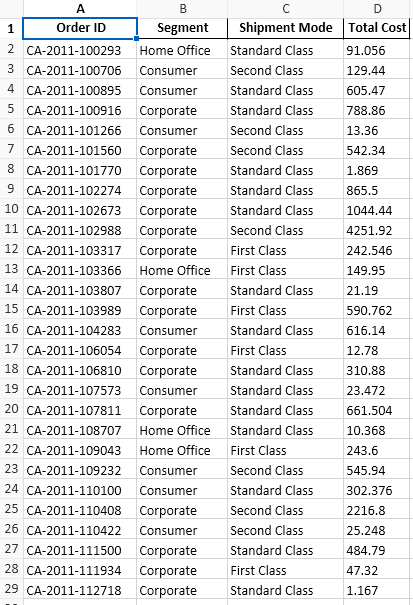 A B C D
1 Order ID Segment Shipment Mode Total Cost
2 CA-2011-100293 Home Office Standard Class 91.056
3 CA-2011-100706 Consumer Second Class 129.44
4 CA-2011-100895 Consumer Standard Class 605.47
5 CA-2011-100916 Corporate Standard Class 788.86
6 CA-2011-101266 Consumer Second Class 13.36
7 CA-2011-101560 Corporate Second Class 542.34
8 CA-2011-101770 Corporate Standard Class 1.869
9 CA-2011-102274 Corporate Standard Class 865.5
10 CA-2011-102673 Corporate Standard Class 1044.44
11 CA-2011-102988 Corporate Second Class 4251.92
12 CA-2011-103317 Corporate First Class 242.546
13 CA-2011-103366 Home Office First Class 149.95
14 CA-2011-103807 Corporate Standard Class 21.19
15 CA-2011-103989 Corporate First Class 590.762
16 CA-2011-104283 Consumer Standard Class 616.14
17 CA-2011-106054 Corporate First Class 12.78
18 CA-2011-106810 Corporate Standard Class 310.88
19 CA-2011-107573 Consumer Standard Class 23.472
20 CA-2011-107811 Corporate Standard Class 661.504
21 CA-2011-108707 Home Office Standard Class 10.368
22 CA-2011-109043 Home Office First Class 243.6
23 CA-2011-109232 Consumer Second Class 545.94
24 CA-2011-110100 Consumer Standard Class 302.376
25 CA-2011-110408 Consumer Second Class 2216.8
26 CA-2011-110422 Consumer Second Class 25.248
27 CA-2011-111500 Corporate Standard Class 484.79
28 CA-2011-111934 Corporate First Class 47.32
29 CA-2011-112718 Corporate Standard Class 1.167